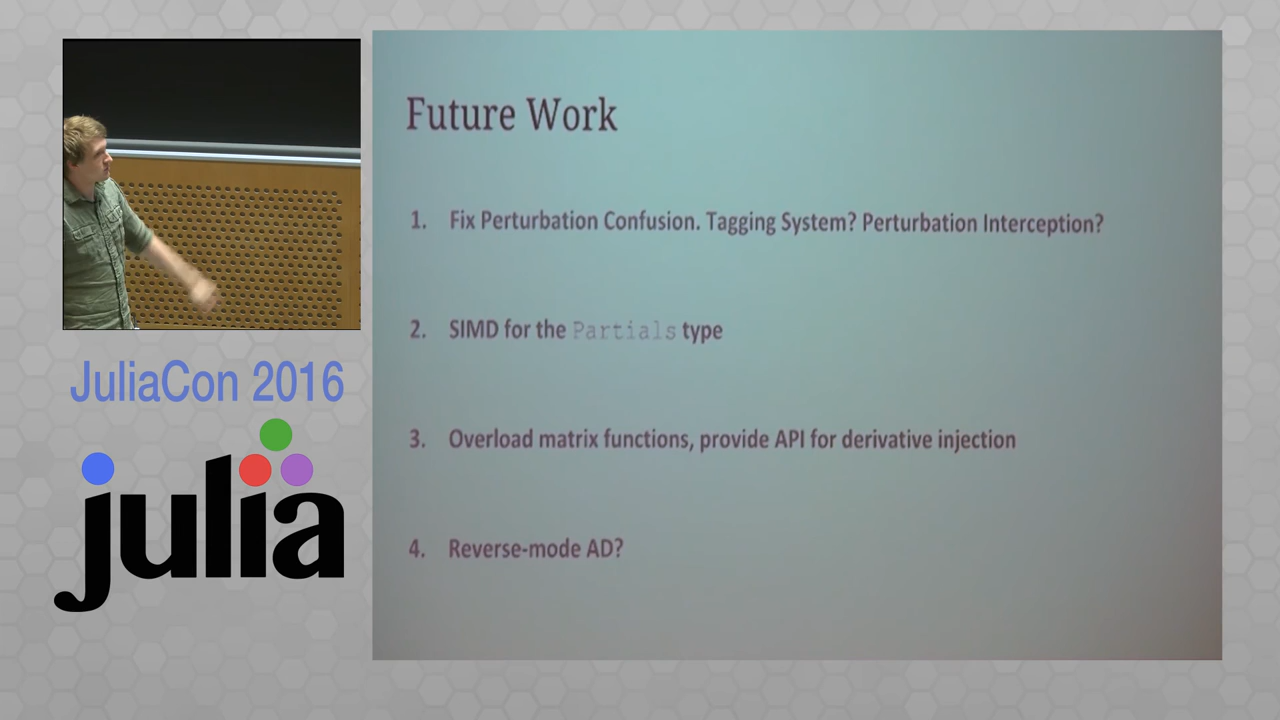 Future Work
1. Fix Perturbation Confusion. Tagging System? Perturbation Interception?
2. SIMD for the Partials type
3. Overload matrix functions, provide API for derivative injection
4. Reverse-mode AD?
JuliaCon 2016
julia